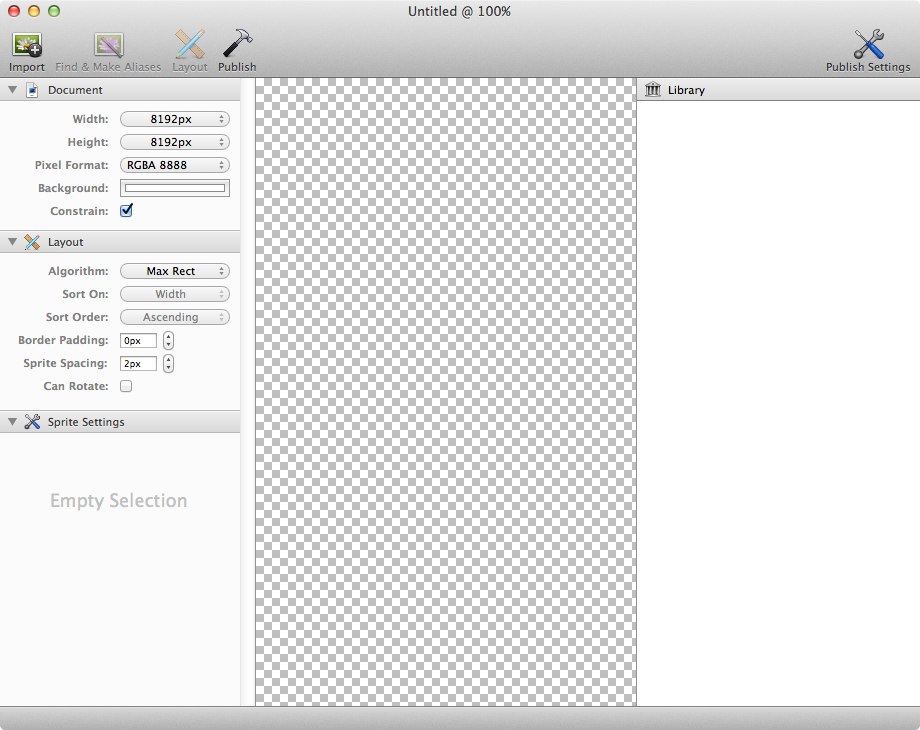 Untitled @ 100%
Import Find & Make Aliases Layout Publish Publish Settings
Document
Width: 8192px
Height: 8192px
Pixel Format: RGBA 8888
Background:
Constrain:
Layout
Algorithm: Max Rect
Sort On: Width
Sort Order: Ascending
Border Padding: 0px
Sprite Spacing: 2px
Can Rotate:
Sprite Settings
Empty Selection
Library